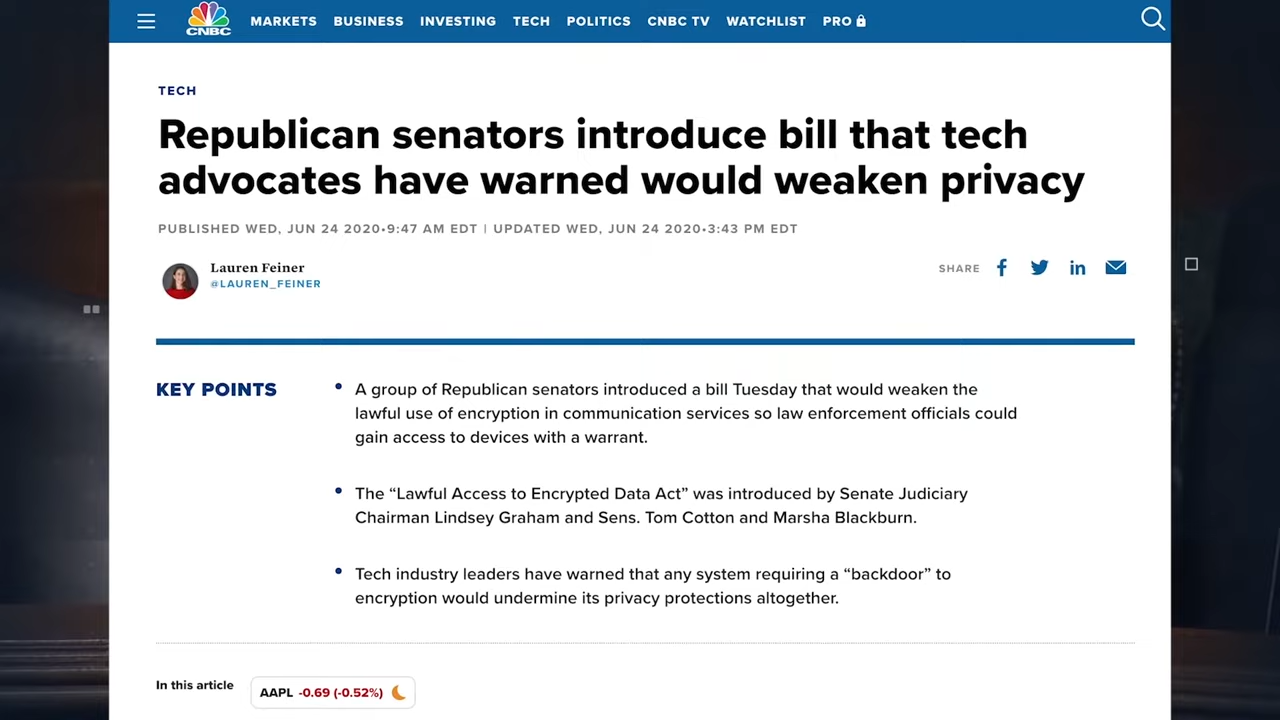 CNBC MARKETS BUSINESS INVESTING TECH POLITICS CNBC TV WATCHLIST PRO
TECH
Republican senators introduce bill that tech
advocates have warned would weaken privacy
PUBLISHED WED, JUN 24 2020•9:47 AM EDT | UPDATED WED, JUN 24 2020•3:43 PM EDT
Lauren Feiner
@LAUREN_FEINER
SHARE
KEY POINTS
• A group of Republican senators introduced a bill Tuesday that would weaken the
lawful use of encryption in communication services so law enforcement officials could
gain access to devices with a warrant.
• The “Lawful Access to Encrypted Data Act” was introduced by Senate Judiciary
Chairman Lindsey Graham and Sens. Tom Cotton and Marsha Blackburn.
• Tech industry leaders have warned that any system requiring a “backdoor” to
encryption would undermine its privacy protections altogether.
In this article
AAPL -0.69 (-0.52%)